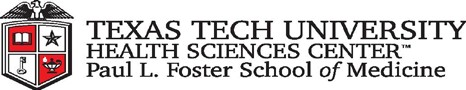 TEXAS TECH UNIVERSITY
HEALTH SCIENCES CENTER™
Paul L. Foster School of Medicine